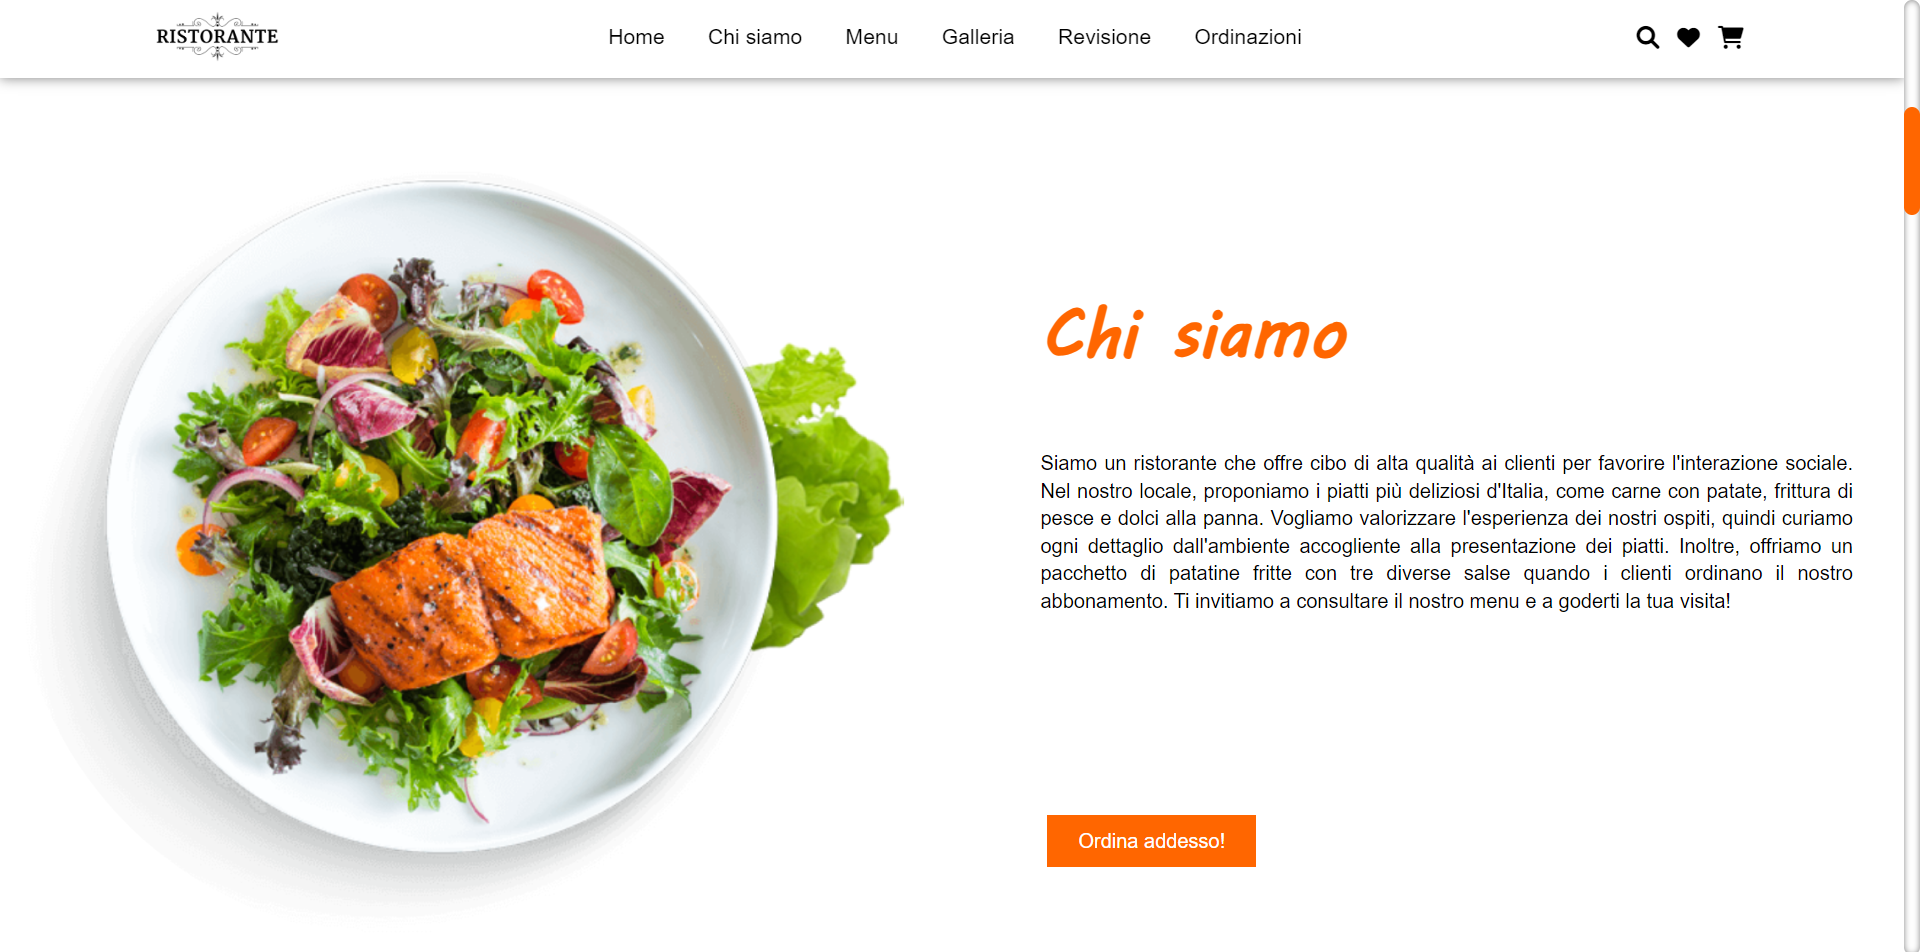 RISTORANTE
Home Chi siamo Menu Galleria Revisione Ordinazioni
Chi siamo
Siamo un ristorante che offre cibo di alta qualità ai clienti per favorire l'interazione sociale.
Nel nostro locale, proponiamo i piatti più deliziosi d'Italia, come carne con patate, frittura di
pesce e dolci alla panna. Vogliamo valorizzare l'esperienza dei nostri ospiti, quindi curiamo
ogni dettaglio dall'ambiente accogliente alla presentazione dei piatti. Inoltre, offriamo un
pacchetto di patatine fritte con tre diverse salse quando i clienti ordinano il nostro
abbonamento. Ti invitiamo a consultare il nostro menu e a goderti la tua visita!
Ordina addesso!